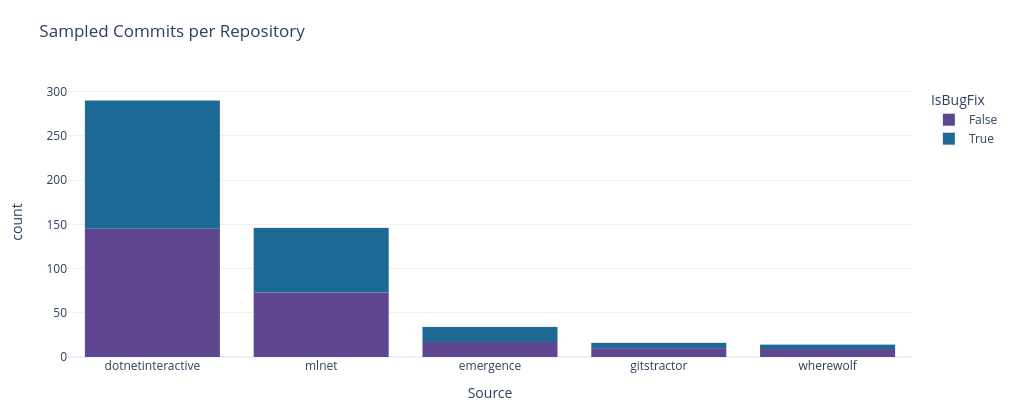 Sampled Commits per Repository
300
250
200
150
100
50
0
count
dotnetinteractive
mlnet
emergence
gitstractor
wherewolf
Source
IsBugFix
False
True